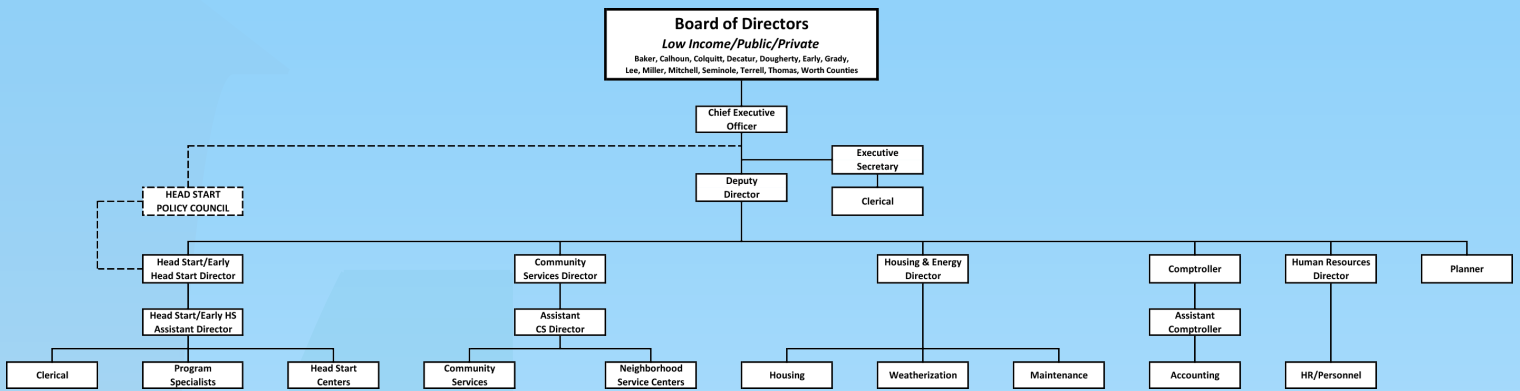 Board of Directors
Low Income/Public/Private
Baker, Calhoun, Colquitt, Decatur, Dougherty, Early, Grady,
Lee, Miller, Mitchell, Seminole, Terrell, Thomas, Worth Counties
Chief Executive
Officer
Executive
Secretary
Deputy
Director
Clerical
HEAD START
POLICY COUNCIL
Head Start/Early
Head Start Director
Community
Services Director
Housing & Energy
Director
Comptroller
Human Resources
Director
Planner
Head Start/Early HS
Assistant Director
Assistant
CS Director
Assistant
Comptroller
Clerical
Program
Specialists
Head Start
Centers
Community
Services
Neighborhood
Service Centers
Housing
Weatherization
Maintenance
Accounting
HR/Personnel